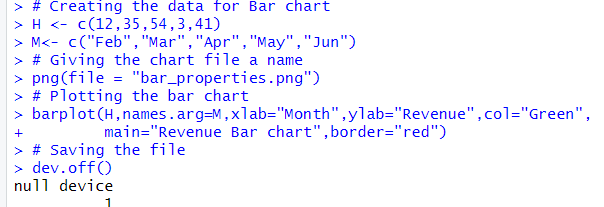 > # Creating the data for Bar chart
> H <- c(12,35,54,3,41)
> M<- c("Feb","Mar","Apr","May","Jun")
> # Giving the chart file a name
> png(file = "bar_properties.png")
> # Plotting the bar chart
> barplot(H,names.arg=M,xlab="Month",ylab="Revenue",col="Green",
+         main="Revenue Bar chart",border="red")
> # Saving the file
> dev.off()
null device
          1